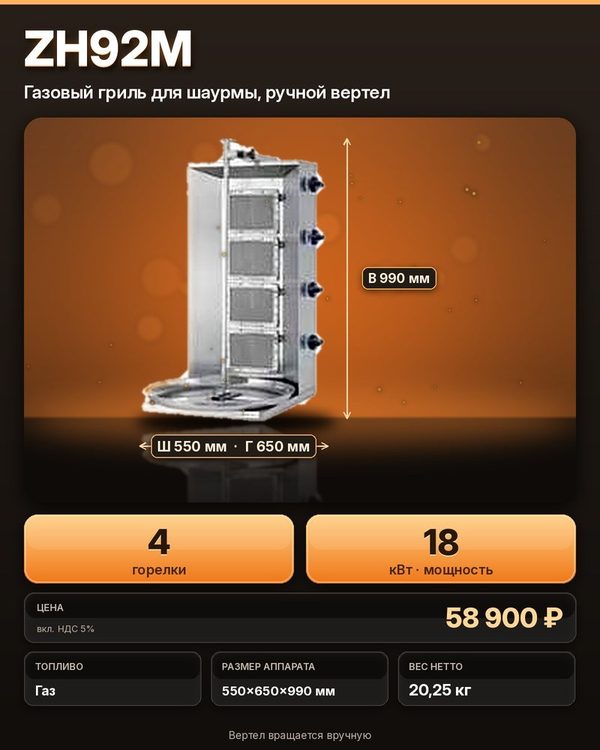 ZH92M
Газовый гриль для шаурмы, ручной вертел
В 990 мм
Ш 550 мм · Г 650 мм
4
горелки
18
кВт · мощность
ЦЕНА
вкл. НДС 5%
58 900 ₽
ТОПЛИВО
Газ
РАЗМЕР АППАРАТА
550×650×990 мм
ВЕС НЕТТО
20,25 кг
Вертел вращается вручную